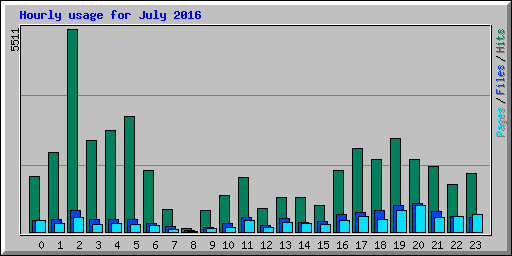 Hourly usage for July 2016
5511
Pages/Files/Hits
0 1 2 3 4 5 6 7 8 9 10 11 12 13 14 15 16 17 18 19 20 21 22 23